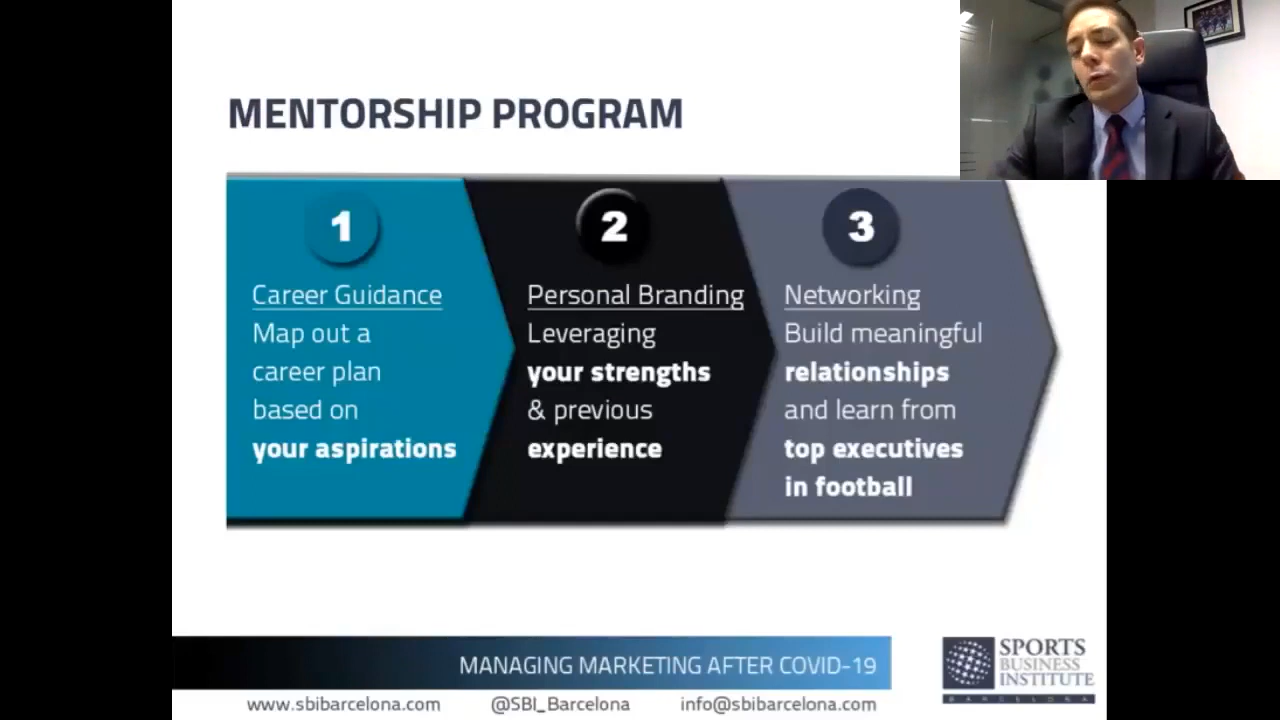 MENTORSHIP PROGRAM
1
Career Guidance
Map out a
career plan
based on
your aspirations
2
Personal Branding
Leveraging
your strengths
& previous
experience
3
Networking
Build meaningful
relationships
and learn from
top executives
in football
MANAGING MARKETING AFTER COVID-19
www.sbibarcelona.com @SBI_Barcelona info@sbibarcelona.com
SPORTS
BUSINESS
INSTITUTE
BARCELONA